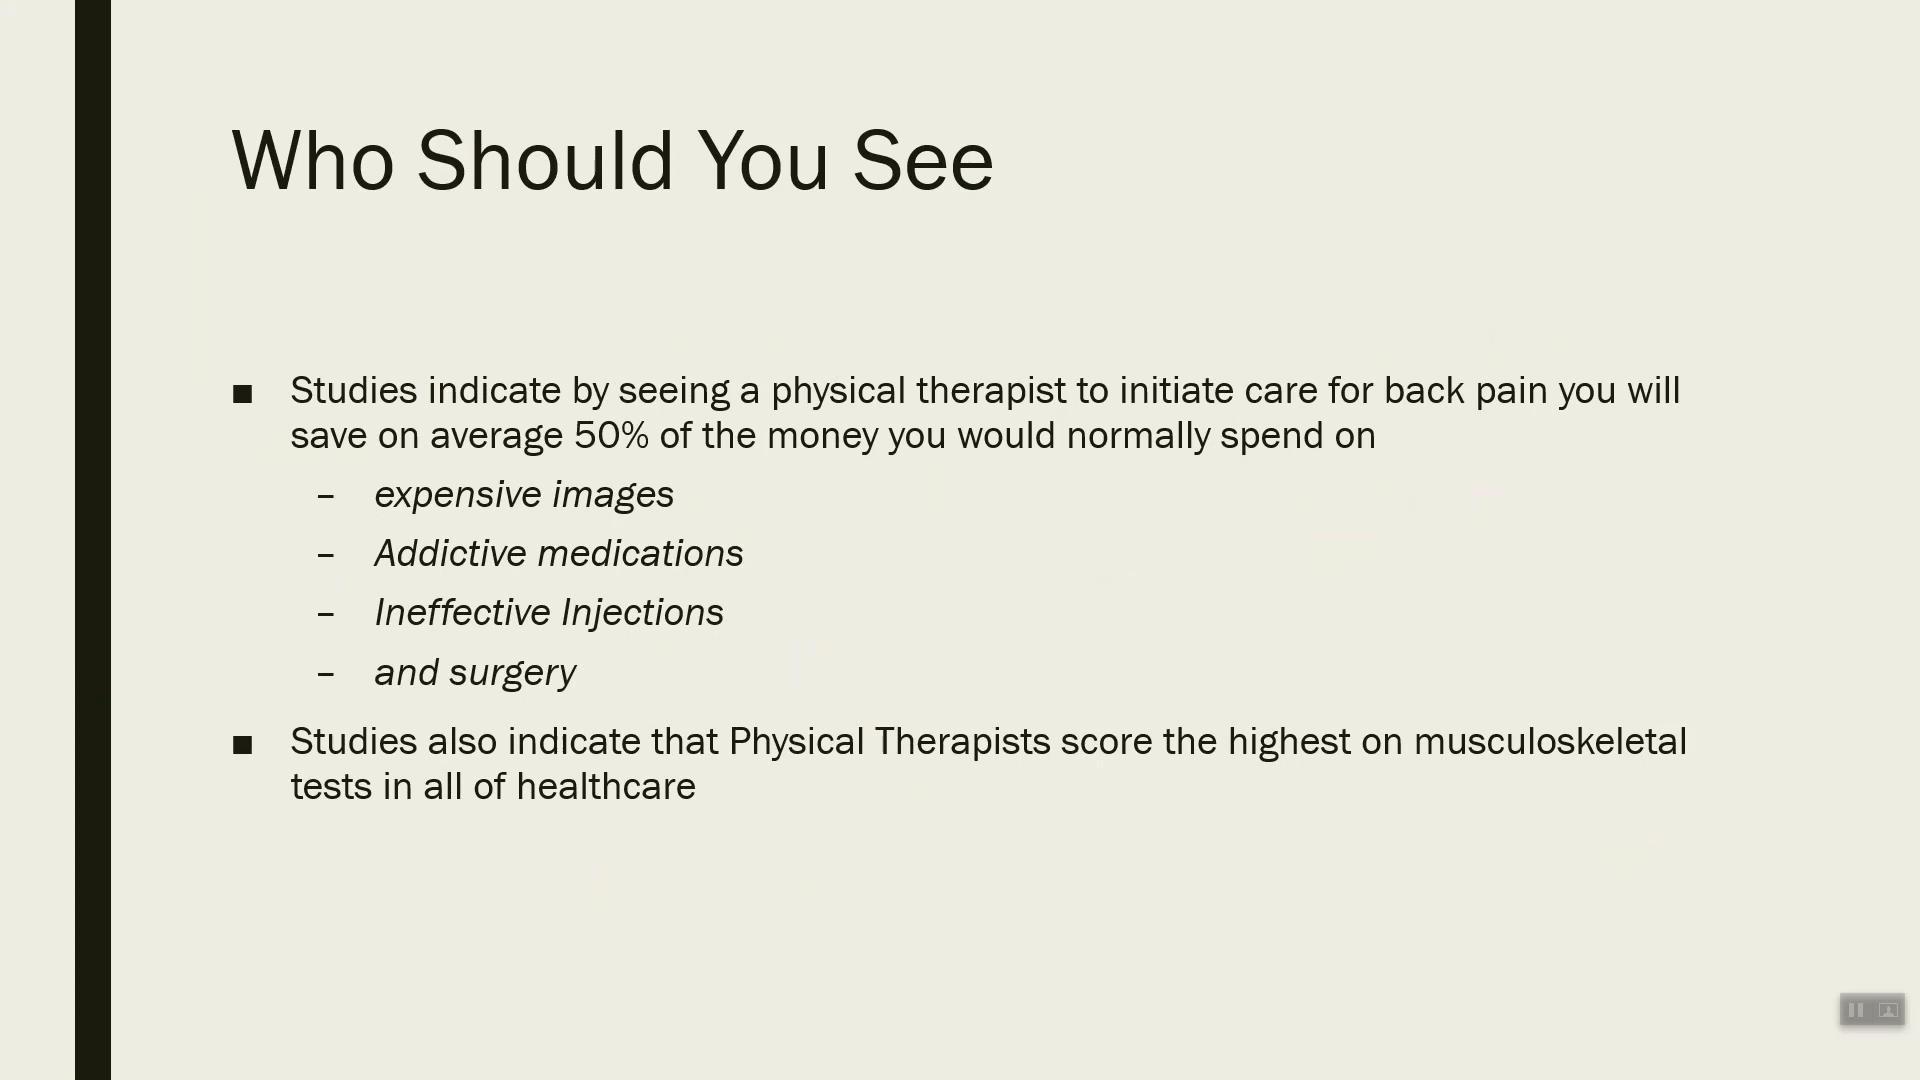 Who Should You See
■ Studies indicate by seeing a physical therapist to initiate care for back pain you will
save on average 50% of the money you would normally spend on
– expensive images
– Addictive medications
– Ineffective Injections
– and surgery
■ Studies also indicate that Physical Therapists score the highest on musculoskeletal
tests in all of healthcare